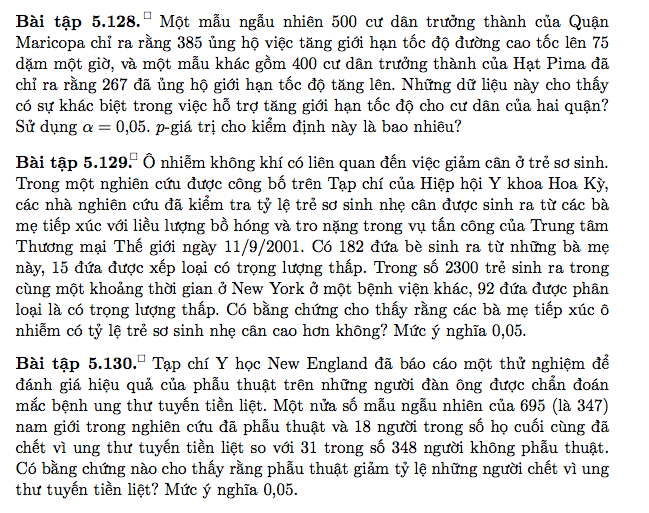 Bài tập 5.128.□ Một mẫu ngẫu nhiên 500 cư dân trưởng thành của Quận
Maricopa chỉ ra rằng 385 ủng hộ việc tăng giới hạn tốc độ đường cao tốc lên 75
dặm một giờ, và một mẫu khác gồm 400 cư dân trưởng thành của Hạt Pima đã
chỉ ra rằng 267 đã ủng hộ giới hạn tốc độ tăng lên. Những dữ liệu này cho thấy
có sự khác biệt trong việc hỗ trợ tăng giới hạn tốc độ cho cư dân của hai quận?
Sử dụng α = 0,05. p-giá trị cho kiểm định này là bao nhiêu?
Bài tập 5.129.□ Ô nhiễm không khí có liên quan đến việc giảm cân ở trẻ sơ sinh.
Trong một nghiên cứu được công bố trên Tạp chí của Hiệp hội Y khoa Hoa Kỳ,
các nhà nghiên cứu đã kiểm tra tỷ lệ trẻ sơ sinh nhẹ cân được sinh ra từ các bà
mẹ tiếp xúc với liều lượng bồ hóng và tro nặng trong vụ tấn công của Trung tâm
Thương mại Thế giới ngày 11/9/2001. Có 182 đứa bè sinh ra từ những bà mẹ
này, 15 đứa được xếp loại có trọng lượng thấp. Trong số 2300 trẻ sinh ra trong
cùng một khoảng thời gian ở New York ở một bệnh viện khác, 92 đứa được phân
loại là có trọng lượng thấp. Có bằng chứng cho thấy rằng các bà mẹ tiếp xúc ô
nhiễm có tỷ lệ trẻ sơ sinh nhẹ cân cao hơn không? Mức ý nghĩa 0,05.
Bài tập 5.130.□ Tạp chí Y học New England đã báo cáo một thử nghiệm để
đánh giá hiệu quả của phẫu thuật trên những người đàn ông được chẩn đoán
mắc bệnh ung thư tuyến tiền liệt. Một nửa số mẫu ngẫu nhiên của 695 (là 347)
nam giới trong nghiên cứu đã phẫu thuật và 18 người trong số họ cuối cùng đã
chết vì ung thư tuyến tiền liệt so với 31 trong số 348 người không phẫu thuật.
Có bằng chứng nào cho thấy rằng phẫu thuật giảm tỷ lệ những người chết vì ung
thư tuyến tiền liệt? Mức ý nghĩa 0,05.